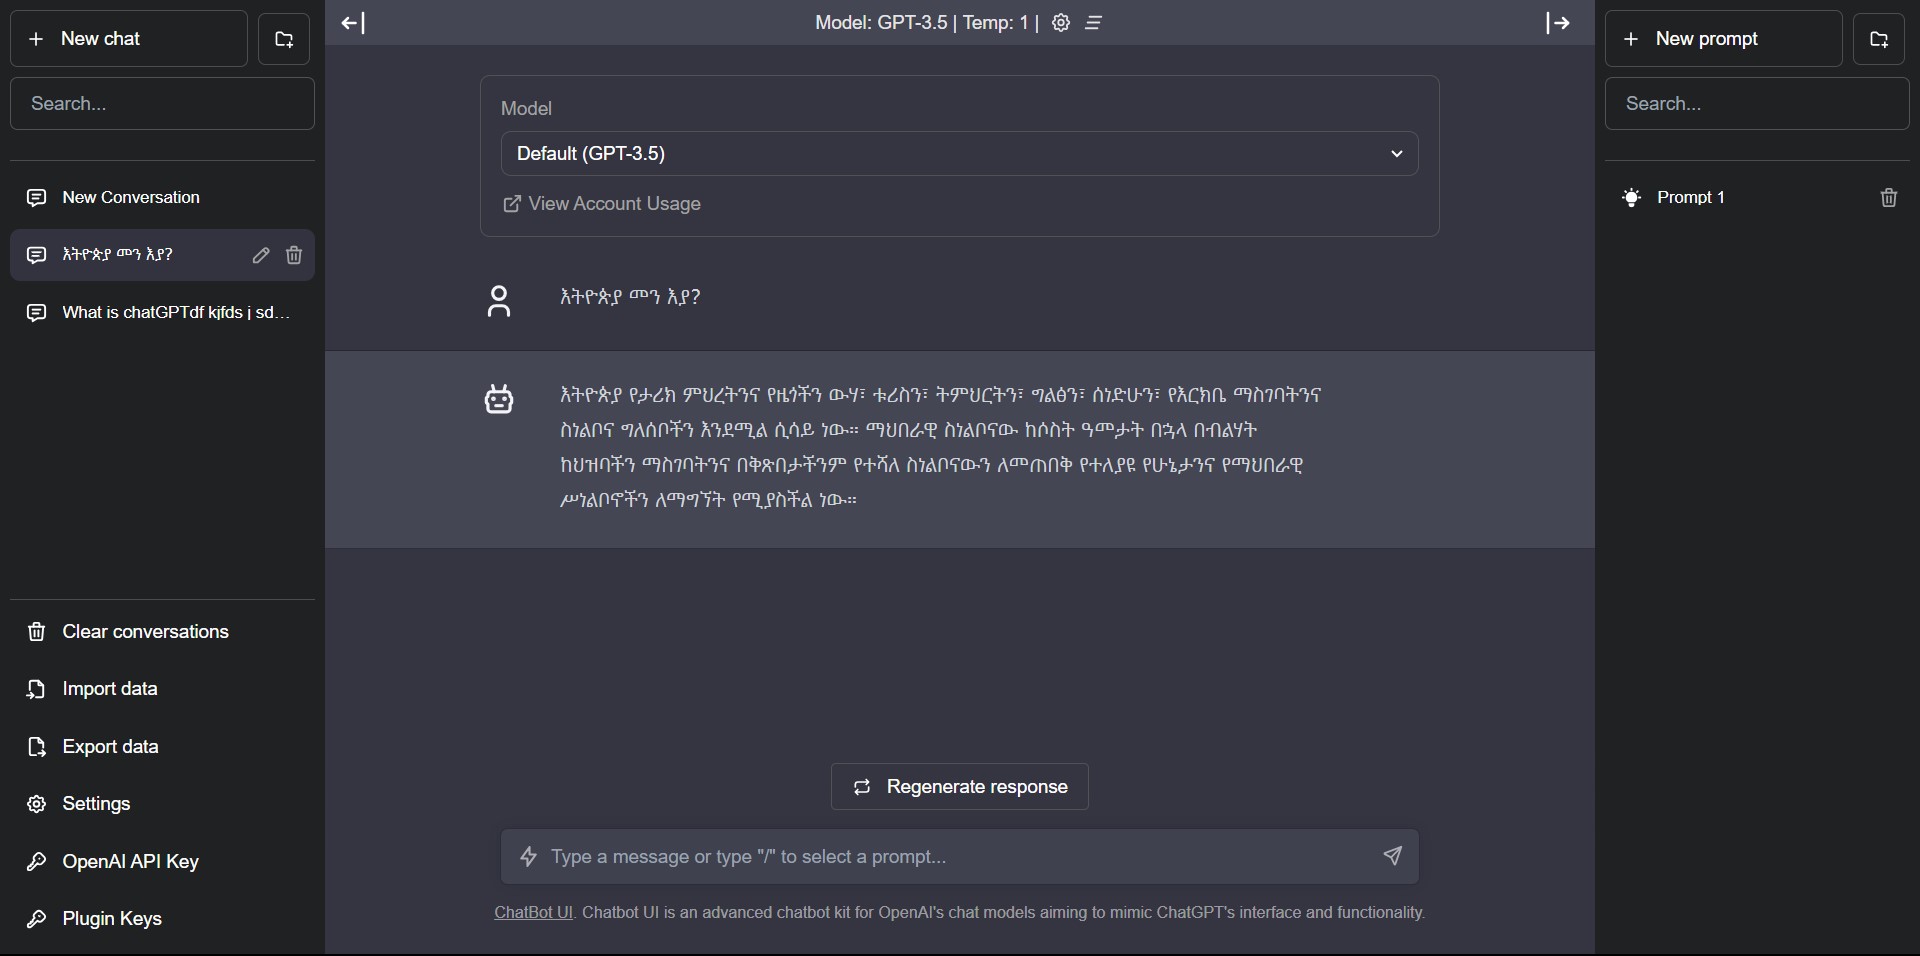 New chat
Search...
New Conversation
እትዮጵያ መን እያ?
What is chatGPTdf kjfds j sd...
Clear conversations
Import data
Export data
Settings
OpenAI API Key
Plugin Keys
Model: GPT-3.5 | Temp: 1 |
Model
Default (GPT-3.5)
View Account Usage
እትዮጵያ መን እያ?
እትዮጵያ የታሪክ ምህረትንና የዜጎችን ውሃ፣ ቱሪስን፣ ትምህርትን፣ ግልፅን፣ ሰነድሁን፣ የእርክቤ ማስገባትንና
ስነልቦና ግለሰቦችን እንደሚል ሲሳይ ነው። ማህበራዊ ስነልቦናው ከሶስት ዓመታት በኋላ በብልሃት
ከህዝባችን ማስገባትንና በቅጽበታችንም የተሻለ ስነልቦናውን ለመጠበቅ የተለያዩ የሁኔታንና የማህበራዊ
ሥነልቦኖችን ለማግኘት የሚያስችል ነው።
Regenerate response
Type a message or type "/" to select a prompt...
ChatBot UI. Chatbot UI is an advanced chatbot kit for OpenAI's chat models aiming to mimic ChatGPT's interface and functionality.
New prompt
Search...
Prompt 1